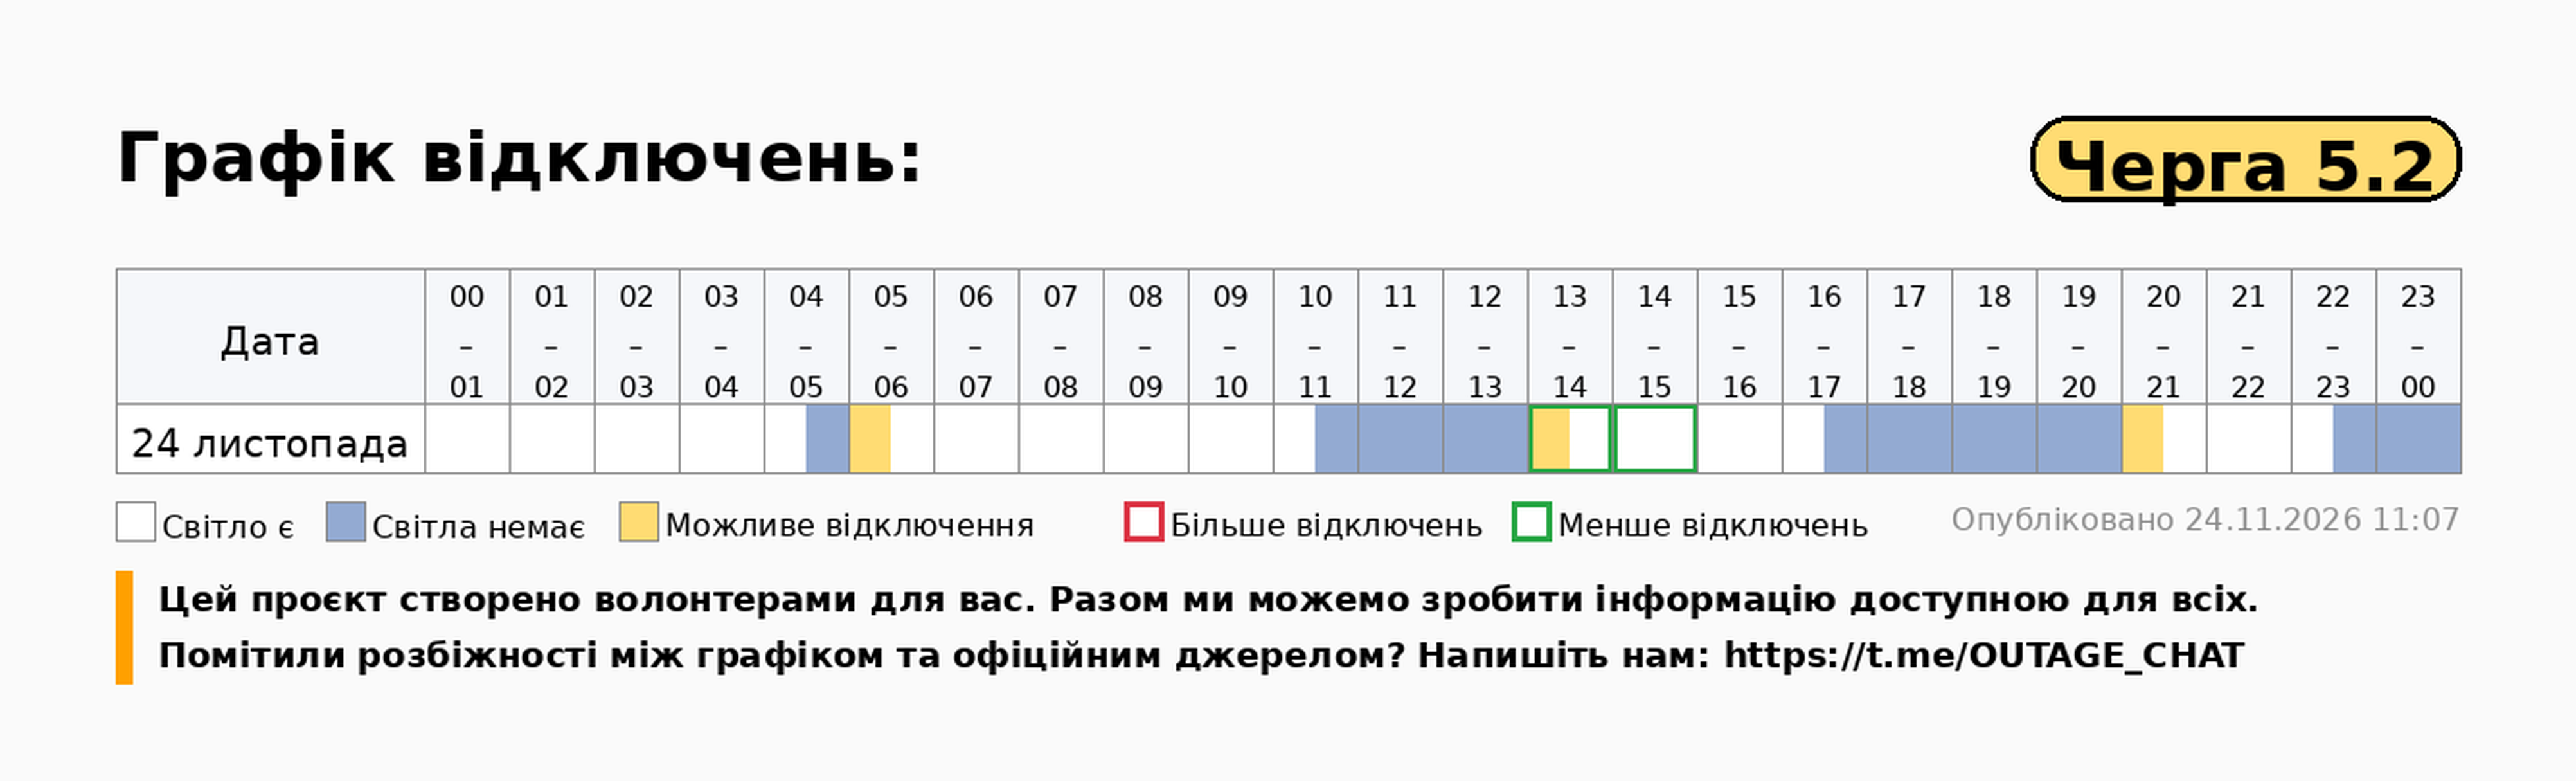 Графік відключень:
Черга 5.2
Дата
00 – 01
01 – 02
02 – 03
03 – 04
04 – 05
05 – 06
06 – 07
07 – 08
08 – 09
09 – 10
10 – 11
11 – 12
12 – 13
13 – 14
14 – 15
15 – 16
16 – 17
17 – 18
18 – 19
19 – 20
20 – 21
21 – 22
22 – 23
23 – 00
24 листопада
Світло є
Світла немає
Можливе відключення
Більше відключень
Менше відключень
Опубліковано 24.11.2026 11:07
Цей проєкт створено волонтерами для вас. Разом ми можемо зробити інформацію доступною для всіх.
Помітили розбіжності між графіком та офіційним джерелом? Напишіть нам: https://t.me/OUTAGE_CHAT